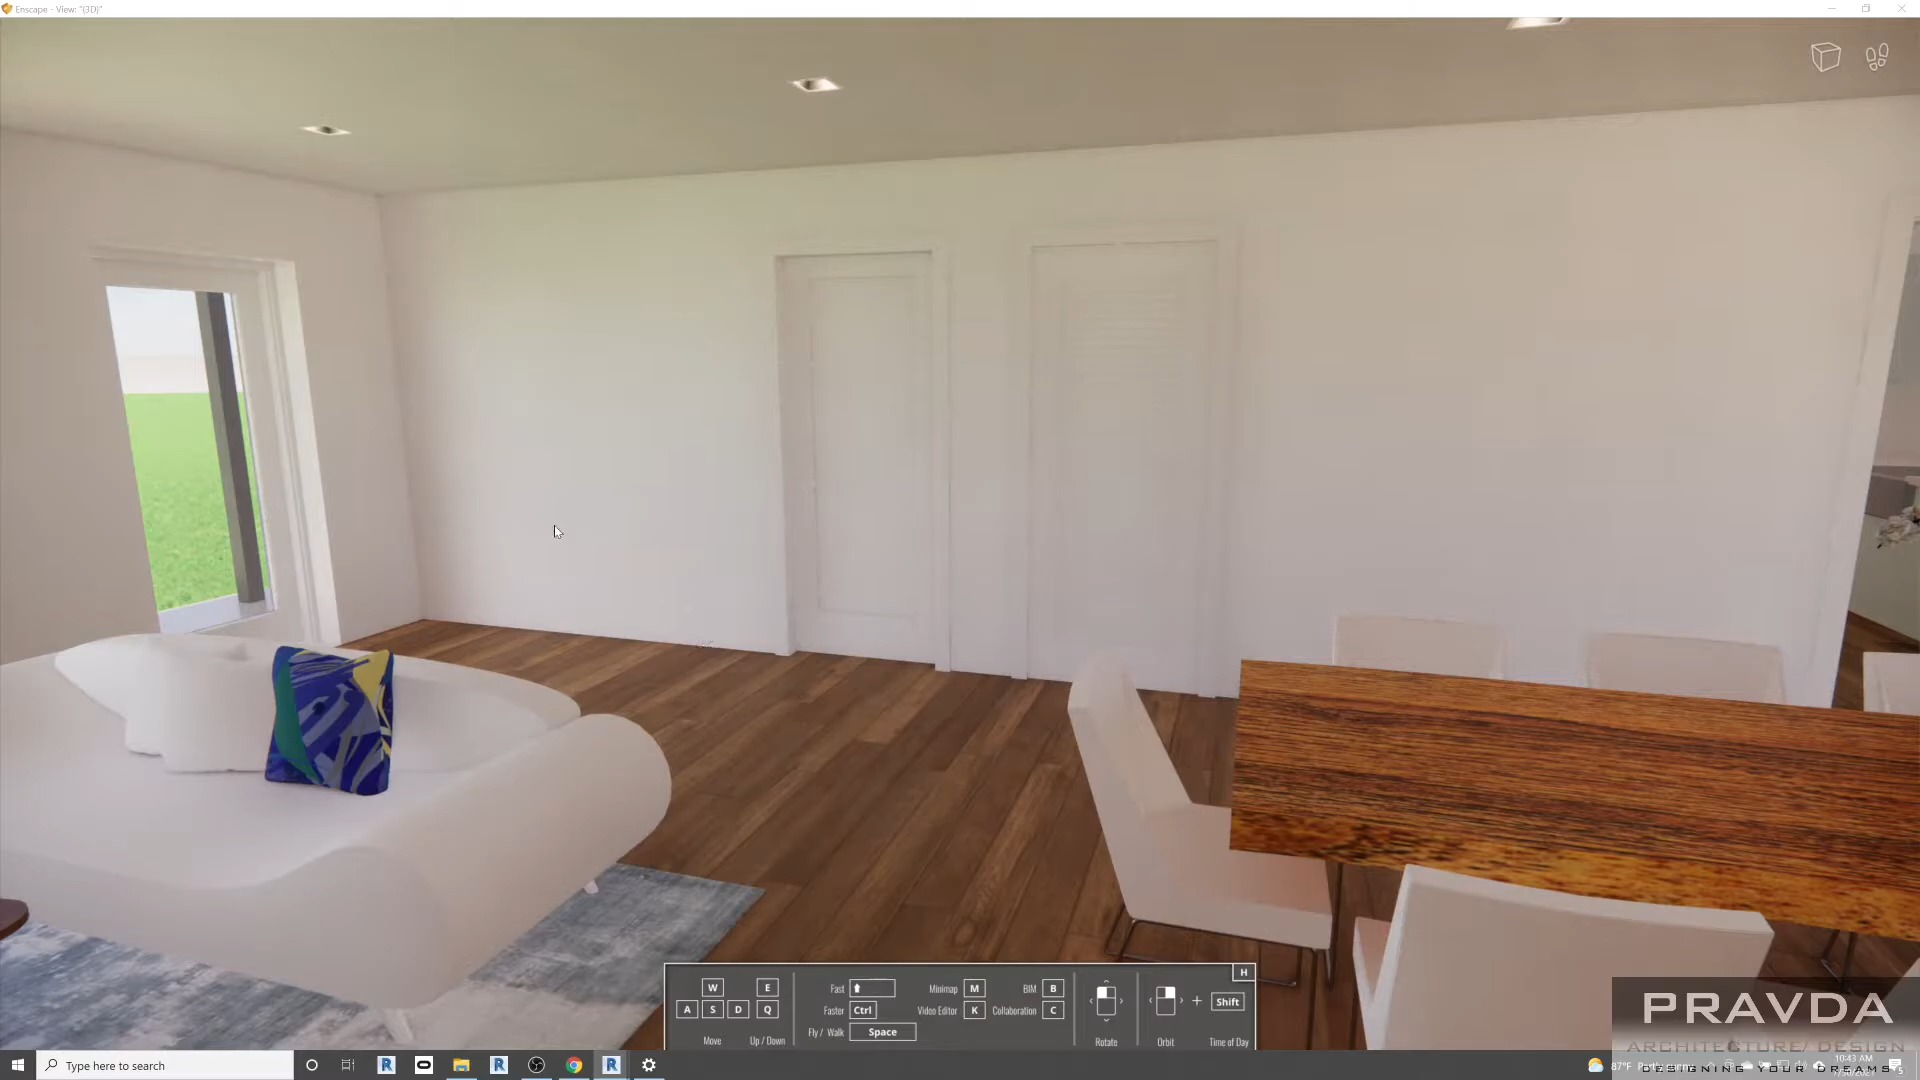 Enscape - View: "{3D}"
H
W E Fast Minimap M BIM B
A S D Q Faster Ctrl Video Editor K Collaboration C + Shift
Fly / Walk Space
Move Up / Down Rotate Orbit Time of Day
PRAVDA
ARCHITECTURE/ DESIGN
DESIGNING YOUR DREAMS
Type here to search
R R R
87°F
10:43 AM